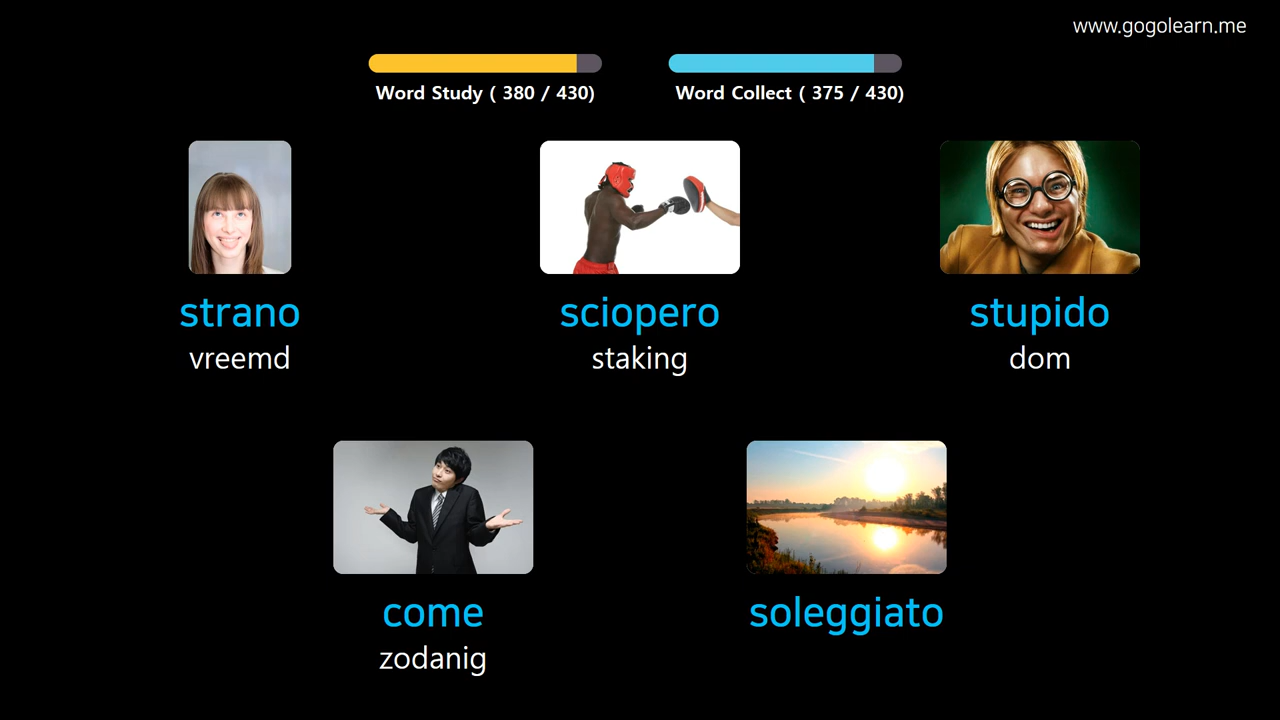 www.gogolearn.me
Word Study ( 380 / 430)
Word Collect ( 375 / 430)
strano
vreemd
sciopero
staking
stupido
dom
come
zodanig
soleggiato